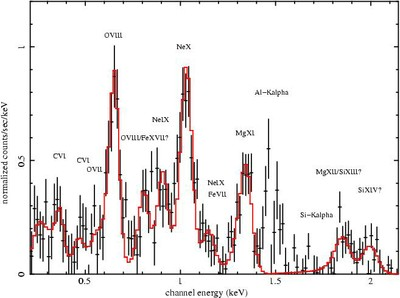 OVIII
NeX
Al-Kalpha
NeIX
OVIII/FeXVII?
MgXI
CVI
CVI
OVII
NeIX
FeVII
MgXII/SiXIII?
SiXIV?
Si-Kalpha
normalized counts/sec/keV
0
0.5
1
0.5
1
1.5
2
channel energy (keV)